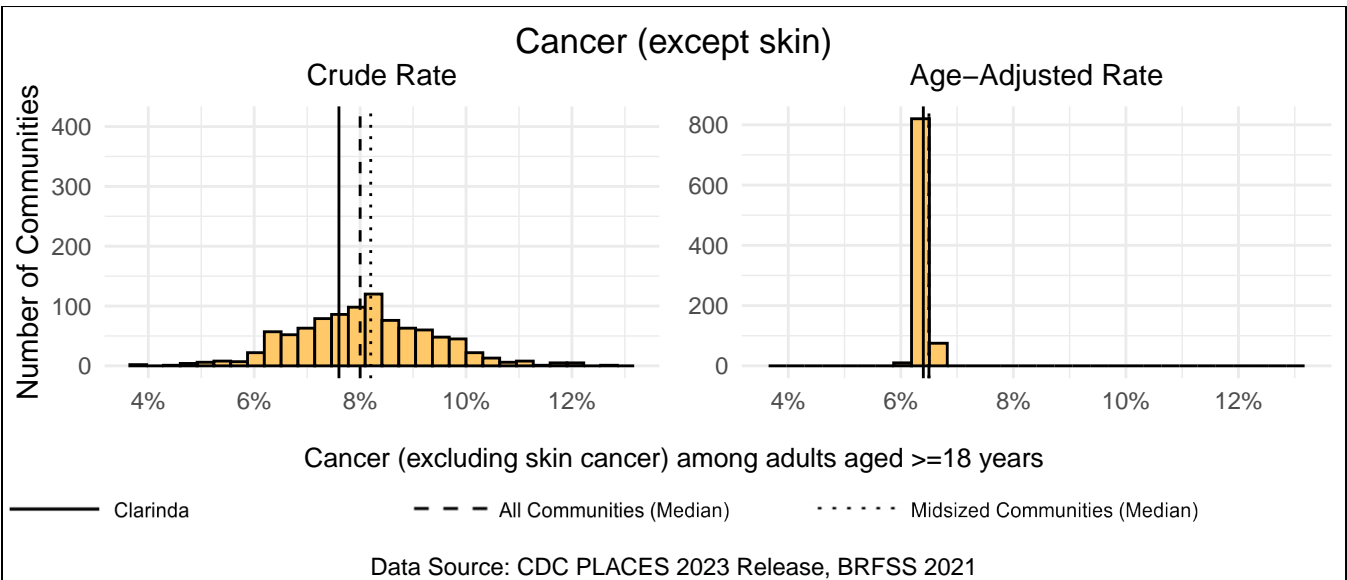 Cancer (except skin)
Crude Rate
Age−Adjusted Rate
Number of Communities
400
300
200
100
0
4%
6%
8%
10%
12%
800
600
400
200
0
4%
6%
8%
10%
12%
Cancer (excluding skin cancer) among adults aged >=18 years
Clarinda
All Communities (Median)
Midsized Communities (Median)
Data Source: CDC PLACES 2023 Release, BRFSS 2021